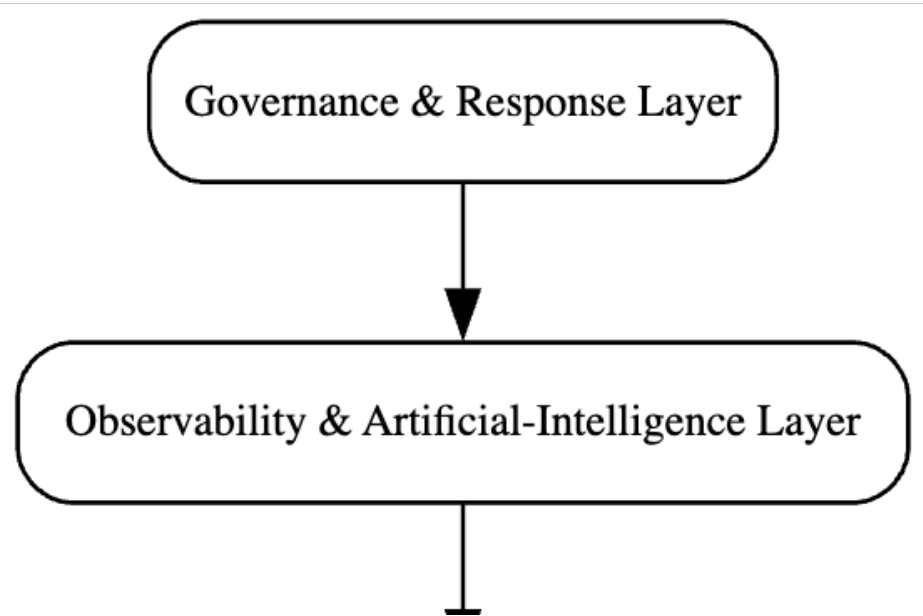 Governance & Response Layer
Observability & Artificial-Intelligence Layer